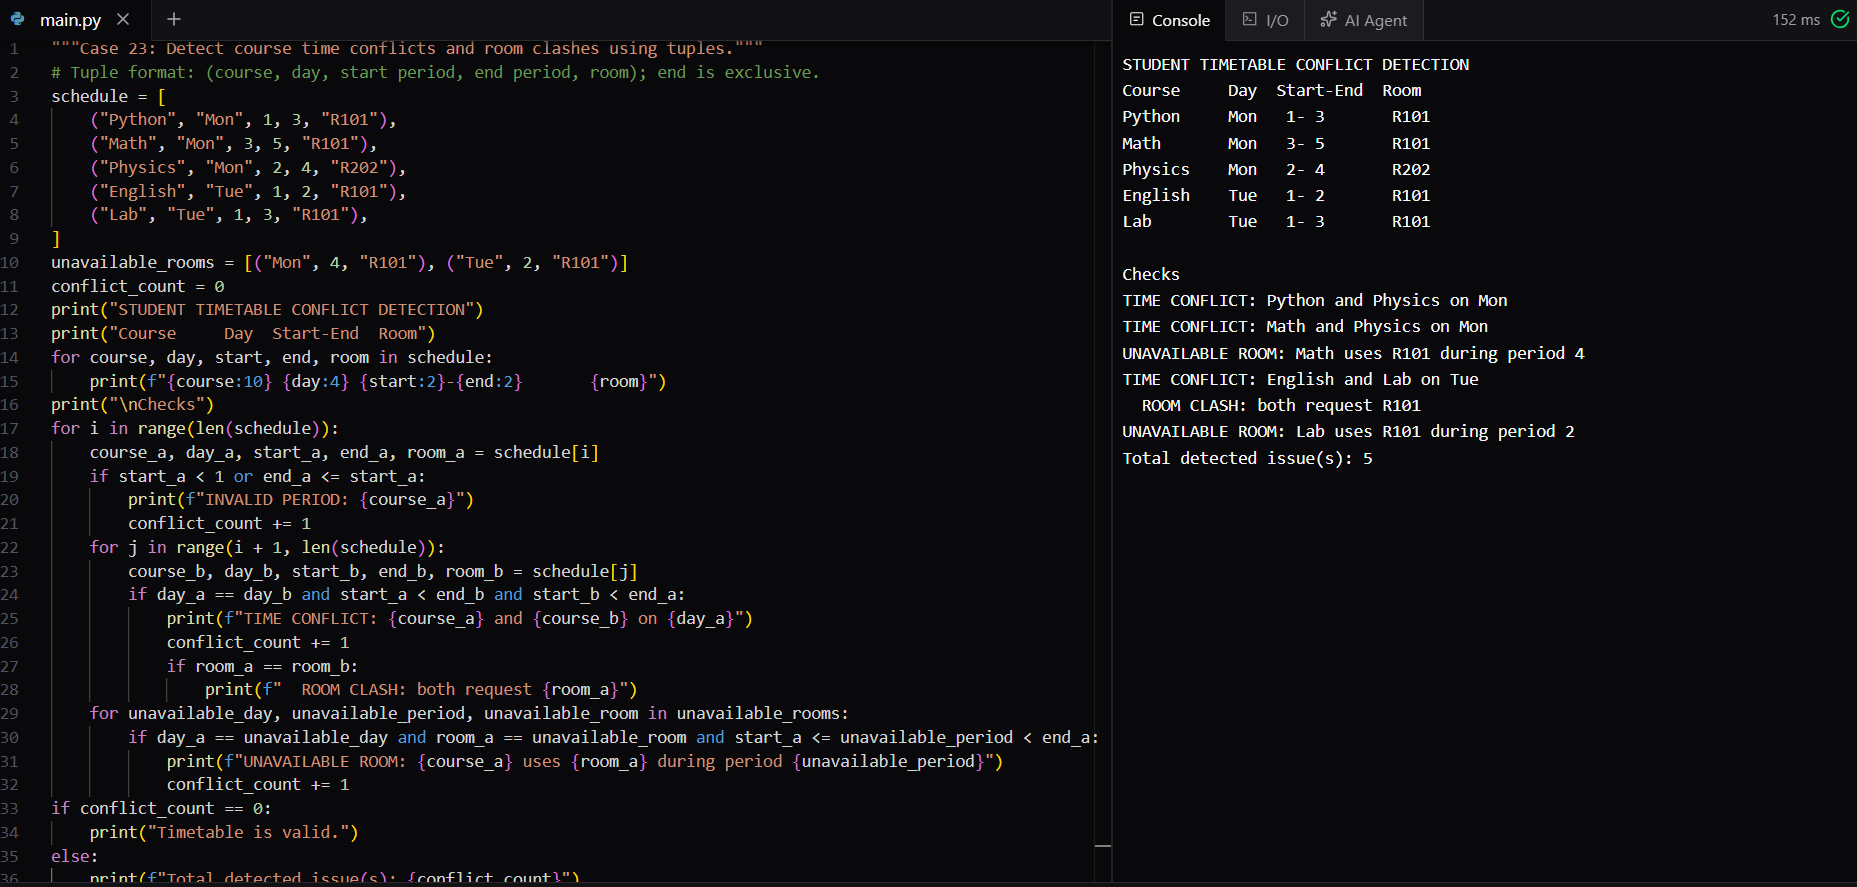 main.py
"""Case 23: Detect course time conflicts and room clashes using tuples."""
# Tuple format: (course, day, start period, end period, room); end is exclusive.
schedule = [
    ("Python", "Mon", 1, 3, "R101"),
    ("Math", "Mon", 3, 5, "R101"),
    ("Physics", "Mon", 2, 4, "R202"),
    ("English", "Tue", 1, 2, "R101"),
    ("Lab", "Tue", 1, 3, "R101"),
]
unavailable_rooms = [("Mon", 4, "R101"), ("Tue", 2, "R101")]
conflict_count = 0
print("STUDENT TIMETABLE CONFLICT DETECTION")
print("Course     Day  Start-End  Room")
for course, day, start, end, room in schedule:
    print(f"{course:10} {day:4} {start:2}-{end:2}       {room}")
print("\nChecks")
for i in range(len(schedule)):
    course_a, day_a, start_a, end_a, room_a = schedule[i]
    if start_a < 1 or end_a <= start_a:
        print(f"INVALID PERIOD: {course_a}")
        conflict_count += 1
    for j in range(i + 1, len(schedule)):
        course_b, day_b, start_b, end_b, room_b = schedule[j]
        if day_a == day_b and start_a < end_b and start_b < end_a:
            print(f"TIME CONFLICT: {course_a} and {course_b} on {day_a}")
            conflict_count += 1
            if room_a == room_b:
                print(f"  ROOM CLASH: both request {room_a}")
    for unavailable_day, unavailable_period, unavailable_room in unavailable_rooms:
        if day_a == unavailable_day and room_a == unavailable_room and start_a <= unavailable_period < end_a:
            print(f"UNAVAILABLE ROOM: {course_a} uses {room_a} during period {unavailable_period}")
            conflict_count += 1
if conflict_count == 0:
    print("Timetable is valid.")
else:
    print(f"Total detected issue(s): {conflict_count}")
Console I/O AI Agent 152 ms
STUDENT TIMETABLE CONFLICT DETECTION
Course     Day  Start-End  Room
Python     Mon   1- 3       R101
Math       Mon   3- 5       R101
Physics    Mon   2- 4       R202
English    Tue   1- 2       R101
Lab        Tue   1- 3       R101
Checks
TIME CONFLICT: Python and Physics on Mon
TIME CONFLICT: Math and Physics on Mon
UNAVAILABLE ROOM: Math uses R101 during period 4
TIME CONFLICT: English and Lab on Tue
  ROOM CLASH: both request R101
UNAVAILABLE ROOM: Lab uses R101 during period 2
Total detected issue(s): 5